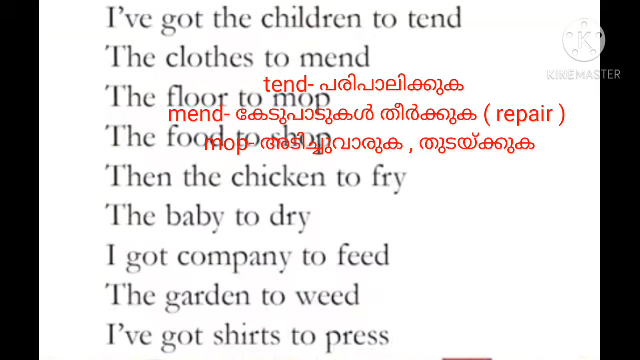 I've got the children to tend
The clothes to mend
KINEMASTER
tend- പരിപാലിക്കുക
The floor to mop
mend- കേടുപാടുകൾ തീർക്കുക ( repair )
The food to shop
mop- അടിച്ചുവാരുക , തുടയ്ക്കുക
Then the chicken to fry
The baby to dry
I got company to feed
The garden to weed
I've got shirts to press